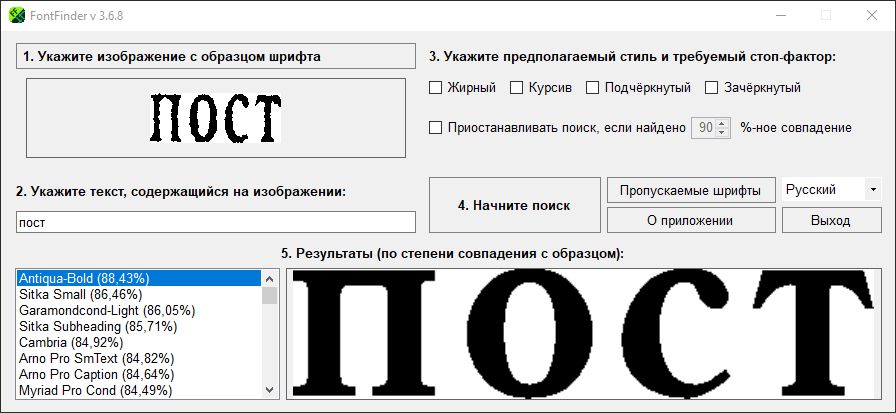 FontFinder v 3.6.8
1. Укажите изображение с образцом шрифта
пост
2. Укажите текст, содержащийся на изображении:
пост
3. Укажите предполагаемый стиль и требуемый стоп-фактор:
Жирный Курсив Подчёркнутый Зачёркнутый
Приостанавливать поиск, если найдено 90 %-ное совпадение
4. Начните поиск
Пропускаемые шрифты Русский
О приложении Выход
5. Результаты (по степени совпадения с образцом):
Antiqua-Bold (88,43%)
Sitka Small (86,46%)
Garamondcond-Light (86,05%)
Sitka Subheading (85,71%)
Cambria (84,92%)
Arno Pro SmText (84,82%)
Arno Pro Caption (84,64%)
Myriad Pro Cond (84,49%)
пост